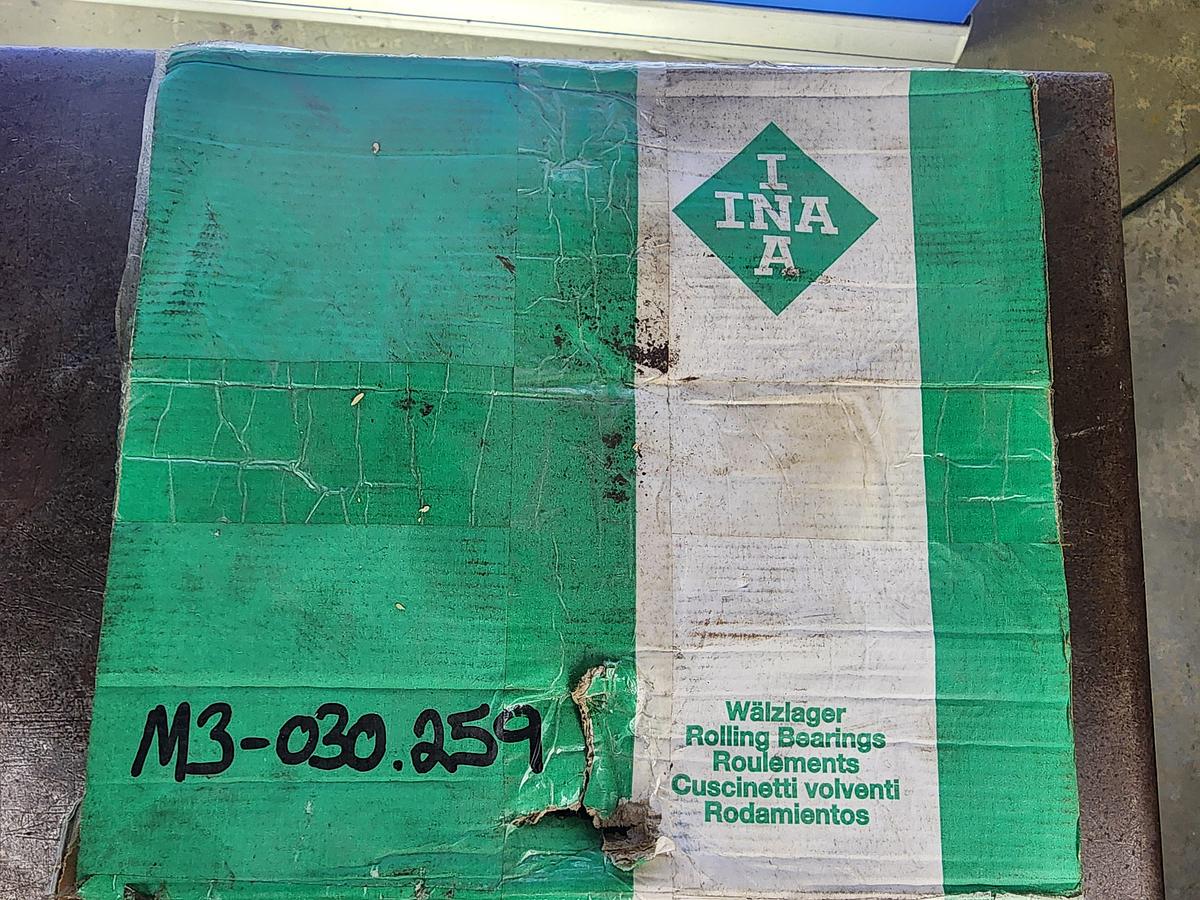 I
INA
A
M3-030.259
Wälzlager
Rolling Bearings
Roulements
Cuscinetti volventi
Rodamientos